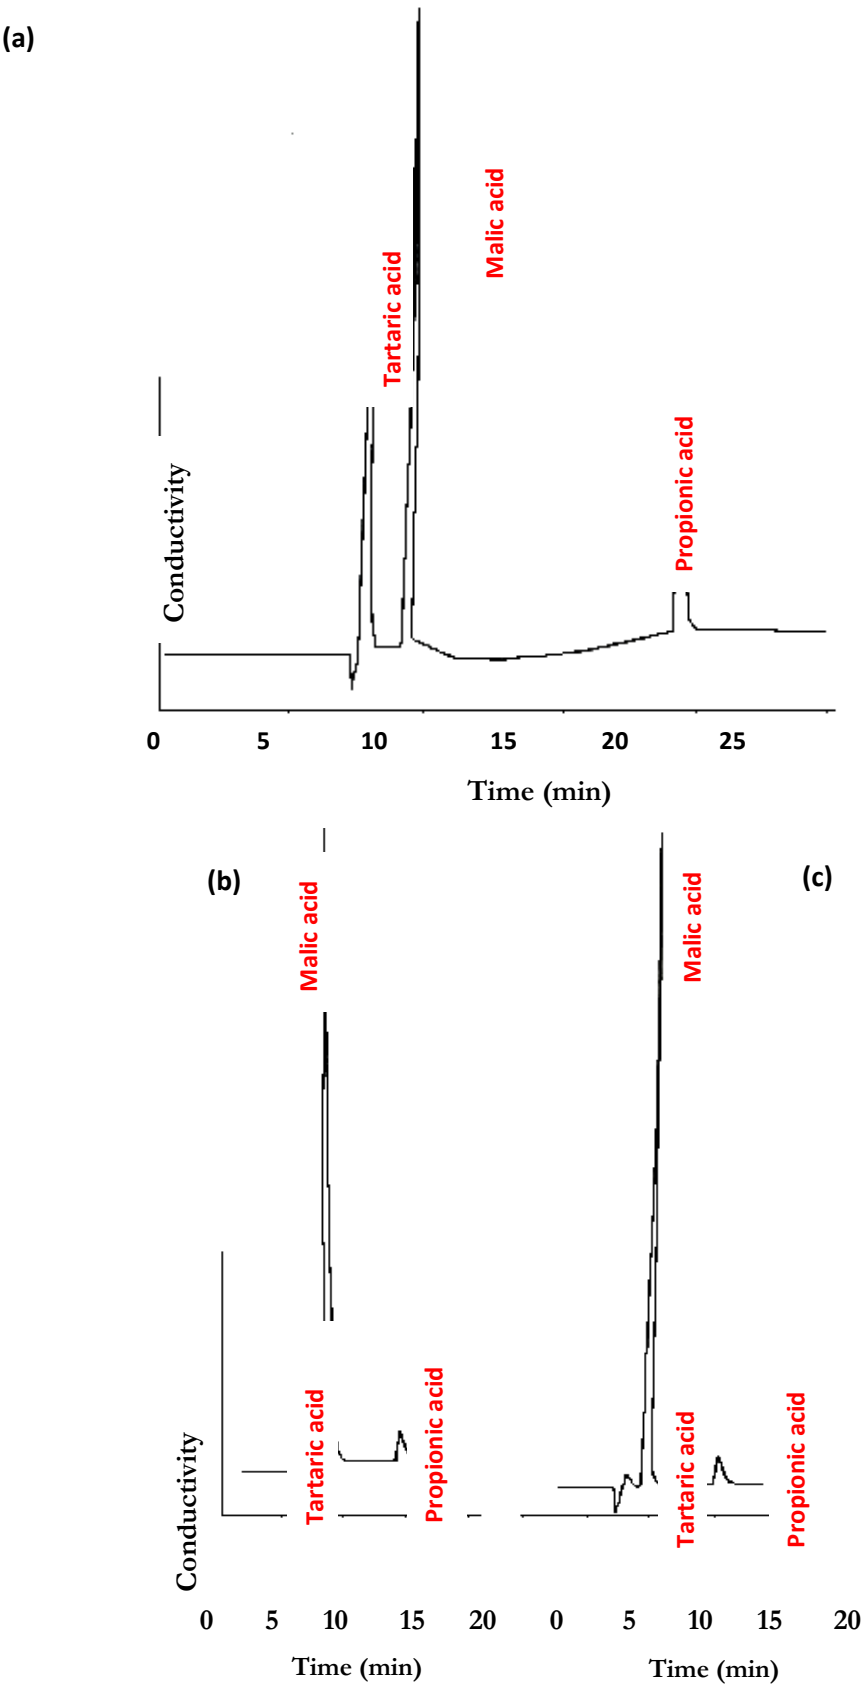 (a)
Malic acid
Tartaric acid
Propionic acid
Conductivity
0 5 10 15 20 25
Time (min)
(b)
(c)
Malic acid
Malic acid
Tartaric acid
Propionic acid
Tartaric acid
Propionic acid
Conductivity
0 5 10 15 20
0 5 10 15 20
Time (min)
Time (min)